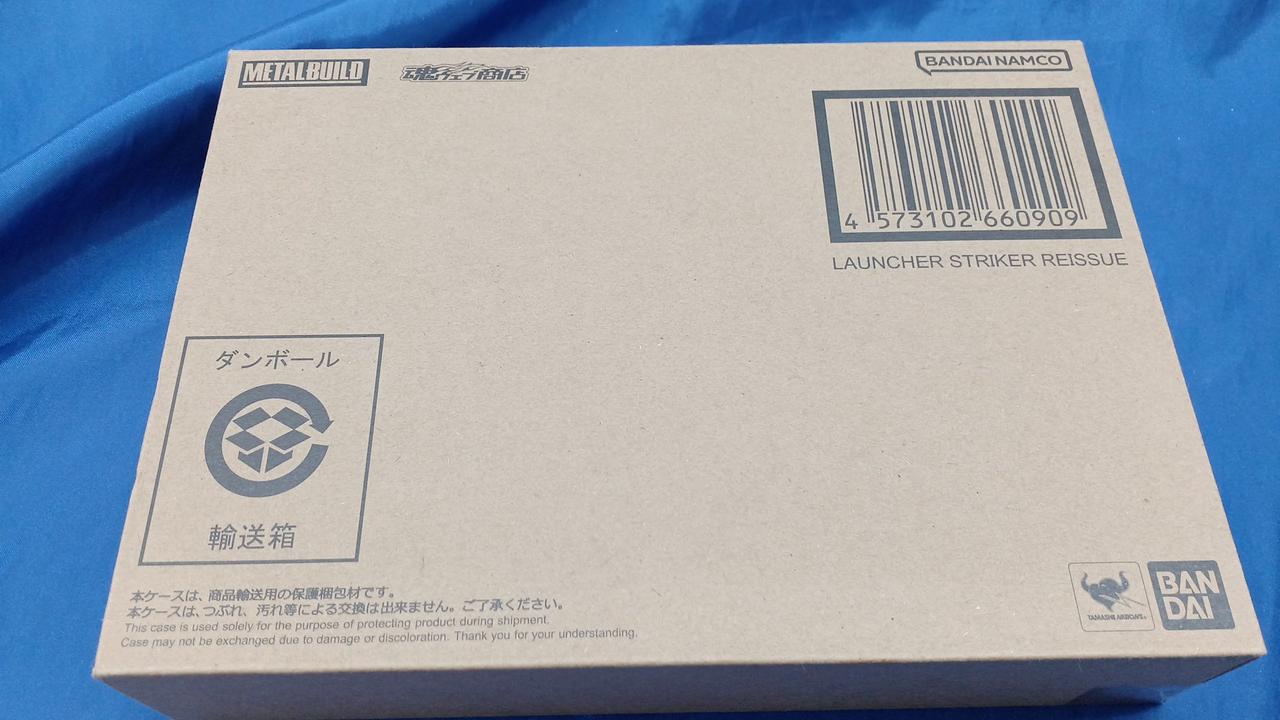 METALBUILD
魂ウェブ商店
BANDAI NAMCO
4 573102 660909
LAUNCHER STRIKER REISSUE
ダンボール
輸送箱
本ケースは、商品輸送用の保護梱包材です。
本ケースは、つぶれ、汚れ等による交換は出来ません。ご了承ください。
This case is used solely for the purpose of protecting product during shipment.
Case may not be exchanged due to damage or discoloration. Thank you for your understanding.
TAMASHII NATIONS
BAN
DAI